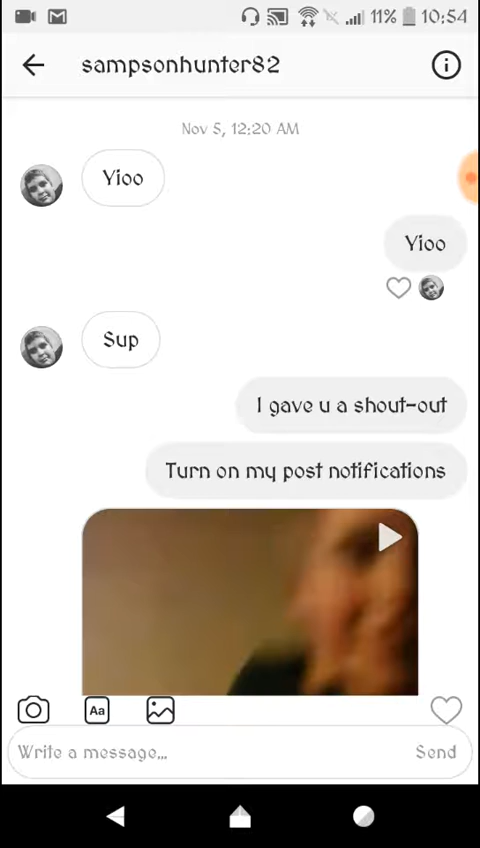 11% 10:54
sampsonhunter82
Nov 5, 12:20 AM
Yioo
Yioo
Sup
I gave u a shout-out
Turn on my post notifications
Aa
Write a message...
Send